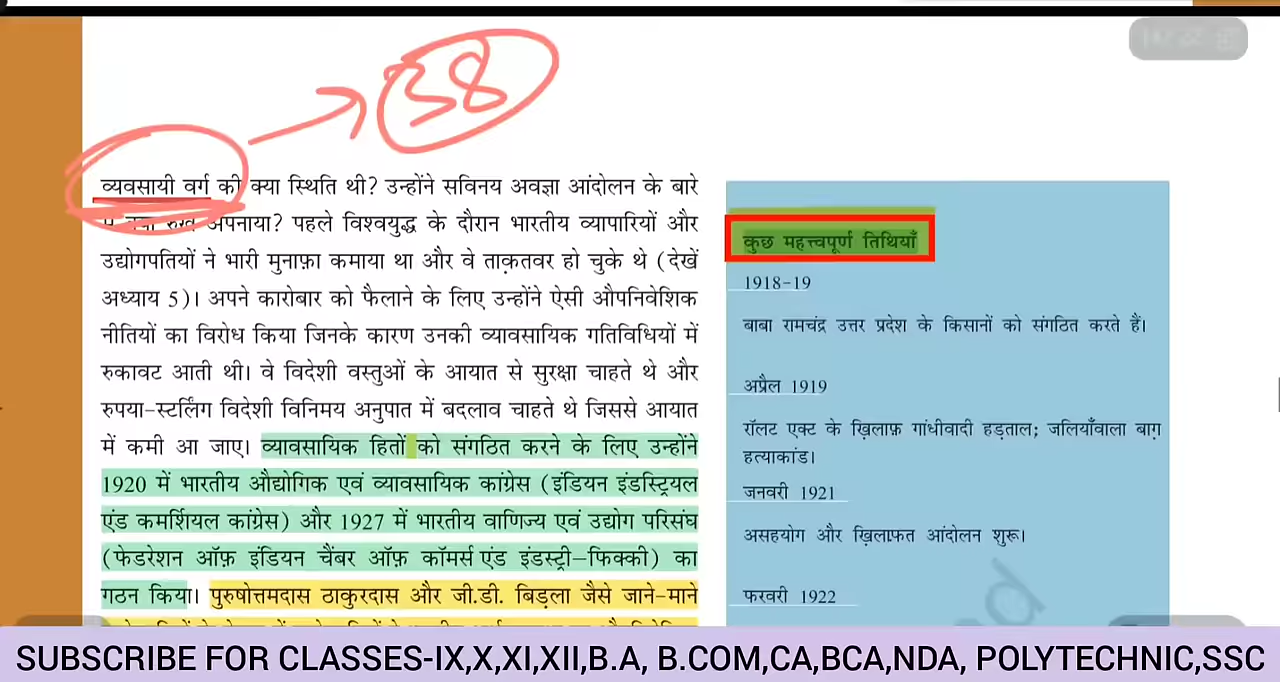 38
व्यवसायी वर्ग की क्या स्थिति थी? उन्होंने सविनय अवज्ञा आंदोलन के बारे
में क्या रुख़ अपनाया? पहले विश्वयुद्ध के दौरान भारतीय व्यापारियों और
उद्योगपतियों ने भारी मुनाफ़ा कमाया था और वे ताक़तवर हो चुके थे (देखें
अध्याय 5)। अपने कारोबार को फैलाने के लिए उन्होंने ऐसी औपनिवेशिक
नीतियों का विरोध किया जिनके कारण उनकी व्यावसायिक गतिविधियों में
रुकावट आती थी। वे विदेशी वस्तुओं के आयात से सुरक्षा चाहते थे और
रुपया-स्टर्लिंग विदेशी विनिमय अनुपात में बदलाव चाहते थे जिससे आयात
में कमी आ जाए। व्यावसायिक हितों को संगठित करने के लिए उन्होंने
1920 में भारतीय औद्योगिक एवं व्यावसायिक कांग्रेस (इंडियन इंडस्ट्रियल
एंड कमर्शियल कांग्रेस) और 1927 में भारतीय वाणिज्य एवं उद्योग परिसंघ
(फेडरेशन ऑफ़ इंडियन चैंबर ऑफ़ कॉमर्स एंड इंडस्ट्री-फिक्की) का
गठन किया। पुरुषोत्तमदास ठाकुरदास और जी.डी. बिड़ला जैसे जाने-माने
कुछ महत्त्वपूर्ण तिथियाँ
1918-19
बाबा रामचंद्र उत्तर प्रदेश के किसानों को संगठित करते हैं।
अप्रैल 1919
रॉलट एक्ट के ख़िलाफ़ गांधीवादी हड़ताल; जलियाँवाला बाग़
हत्याकांड।
जनवरी 1921
असहयोग और ख़िलाफ़त आंदोलन शुरू।
फरवरी 1922
SUBSCRIBE FOR CLASSES-IX,X,XI,XII,B.A, B.COM,CA,BCA,NDA, POLYTECHNIC,SSC